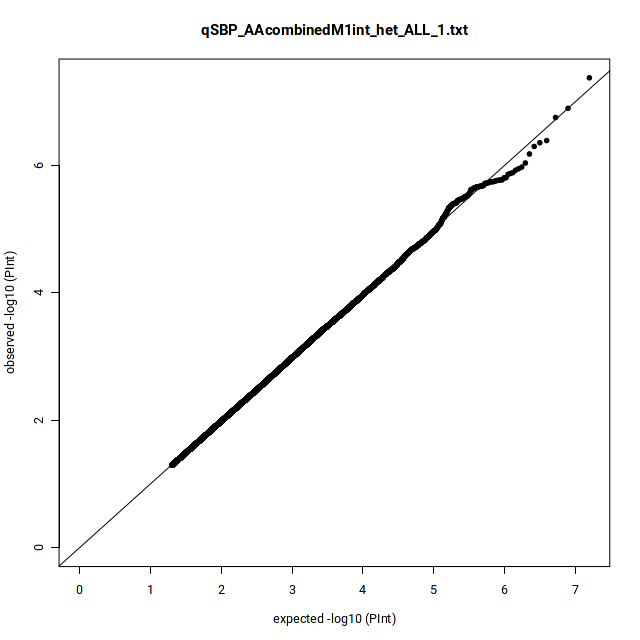 qSBP_AAcombinedM1int_het_ALL_1.txt
observed -log10 (PInt)
6
4
2
0
0 1 2 3 4 5 6 7
expected -log10 (PInt)